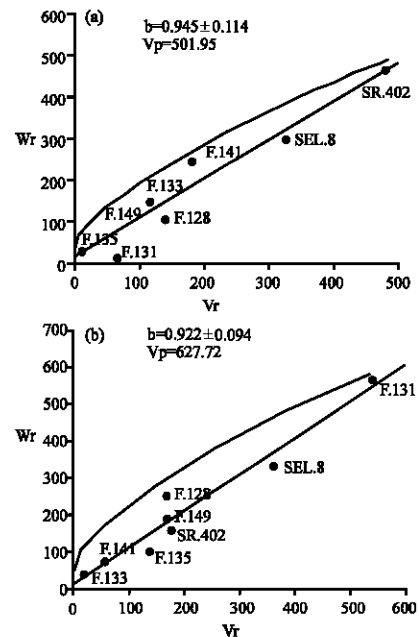 (a)
b=0.945±0.114
Vp=501.95
600
500
400
300
200
100
0
Wr
SR.402
SEL.8
F.141
F.133
F.149
F.128
F.135
F.131
0 100 200 300 400 500
Vr
(b)
b=0.922±0.094
Vp=627.72
700
600
500
400
300
200
100
0
Wr
F.131
SEL.8
F.128
F.149
SR.402
F.141
F.135
F.133
0 100 200 300 400 500 600
Vr